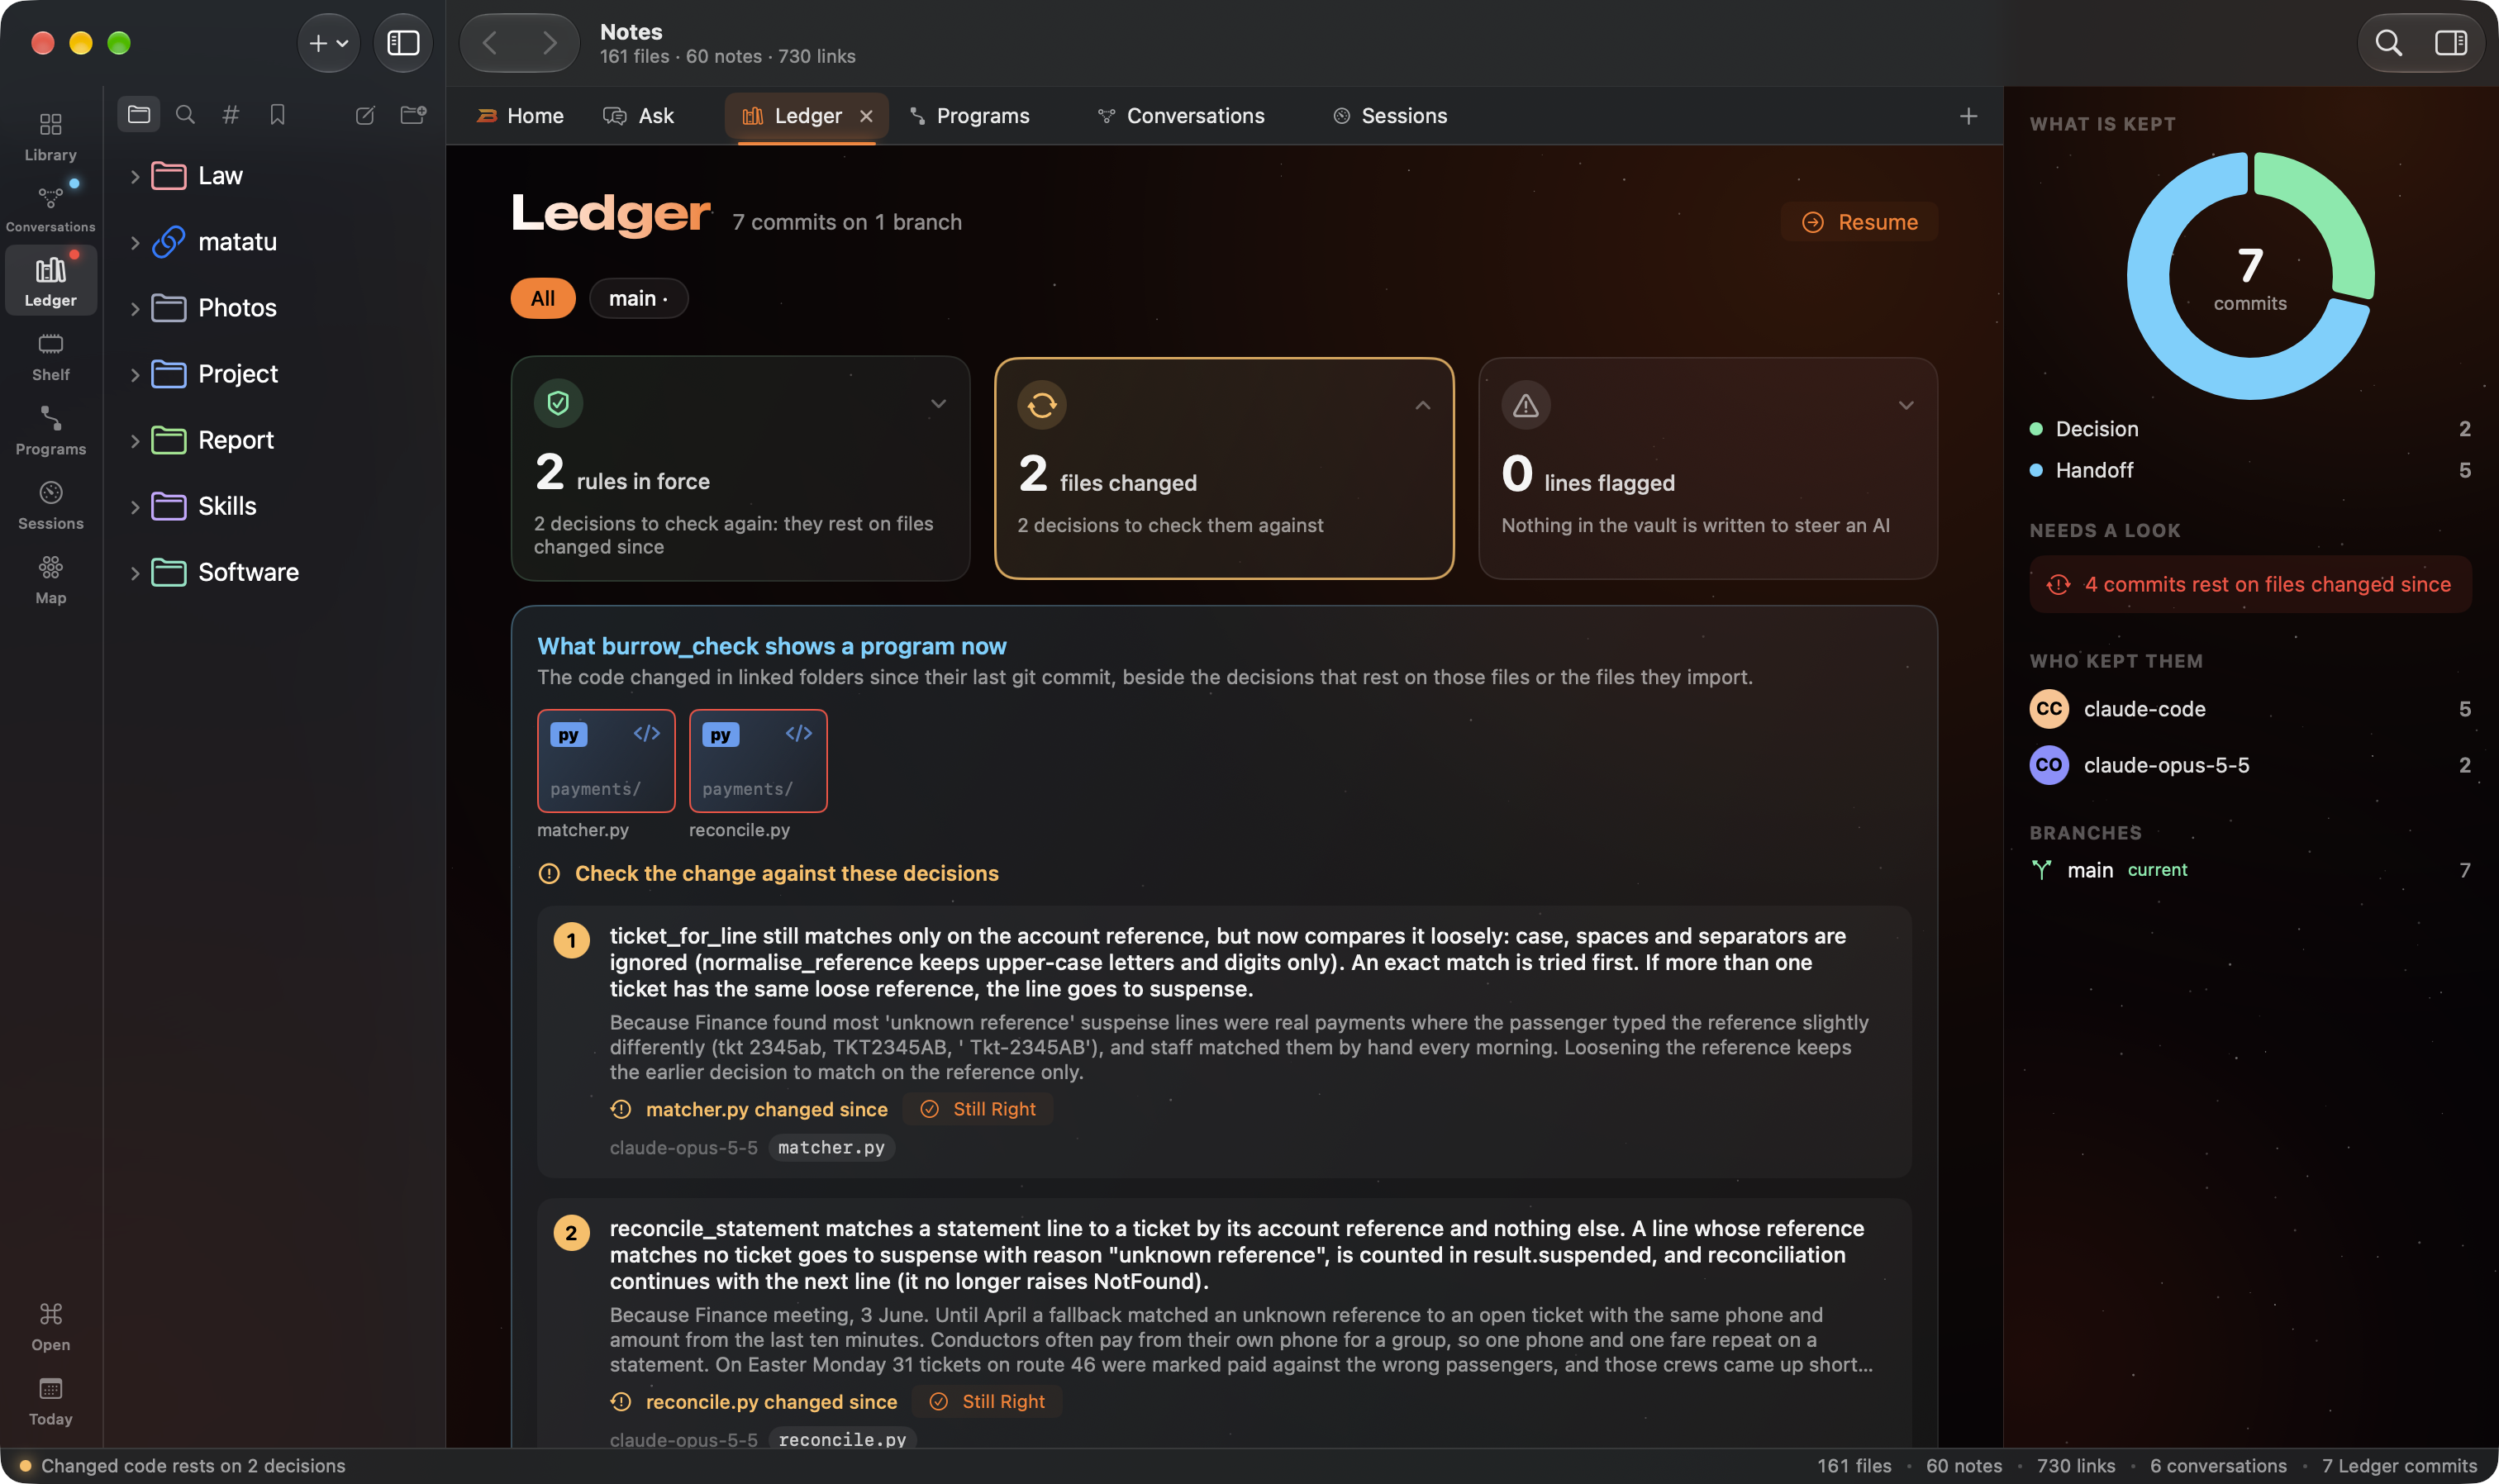 Notes
161 files · 60 notes · 730 links
Library
Conversations
Ledger
Shelf
Programs
Sessions
Map
Open
Today
Law
matatu
Photos
Project
Report
Skills
Software
Home
Ask
Ledger
Programs
Conversations
Sessions
Ledger
7 commits on 1 branch
Resume
All
main ·
2 rules in force
2 decisions to check again: they rest on files
changed since
2 files changed
2 decisions to check them against
0 lines flagged
Nothing in the vault is written to steer an AI
What burrow_check shows a program now
The code changed in linked folders since their last git commit, beside the decisions that rest on those files or the files they import.
py </>
payments/
matcher.py
py </>
payments/
reconcile.py
Check the change against these decisions
1
ticket_for_line still matches only on the account reference, but now compares it loosely: case, spaces and separators are
ignored (normalise_reference keeps upper-case letters and digits only). An exact match is tried first. If more than one
ticket has the same loose reference, the line goes to suspense.
Because Finance found most 'unknown reference' suspense lines were real payments where the passenger typed the reference slightly
differently (tkt 2345ab, TKT2345AB, ' Tkt-2345AB'), and staff matched them by hand every morning. Loosening the reference keeps
the earlier decision to match on the reference only.
matcher.py changed since
Still Right
claude-opus-5-5 matcher.py
2
reconcile_statement matches a statement line to a ticket by its account reference and nothing else. A line whose reference
matches no ticket goes to suspense with reason "unknown reference", is counted in result.suspended, and reconciliation
continues with the next line (it no longer raises NotFound).
Because Finance meeting, 3 June. Until April a fallback matched an unknown reference to an open ticket with the same phone and
amount from the last ten minutes. Conductors often pay from their own phone for a group, so one phone and one fare repeat on a
statement. On Easter Monday 31 tickets on route 46 were marked paid against the wrong passengers, and those crews came up short...
reconcile.py changed since
Still Right
claude-opus-5-5 reconcile.py
WHAT IS KEPT
7
commits
Decision 2
Handoff 5
NEEDS A LOOK
4 commits rest on files changed since
WHO KEPT THEM
CC claude-code 5
CO claude-opus-5-5 2
BRANCHES
main current 7
Changed code rests on 2 decisions
161 files · 60 notes · 730 links · 6 conversations · 7 Ledger commits